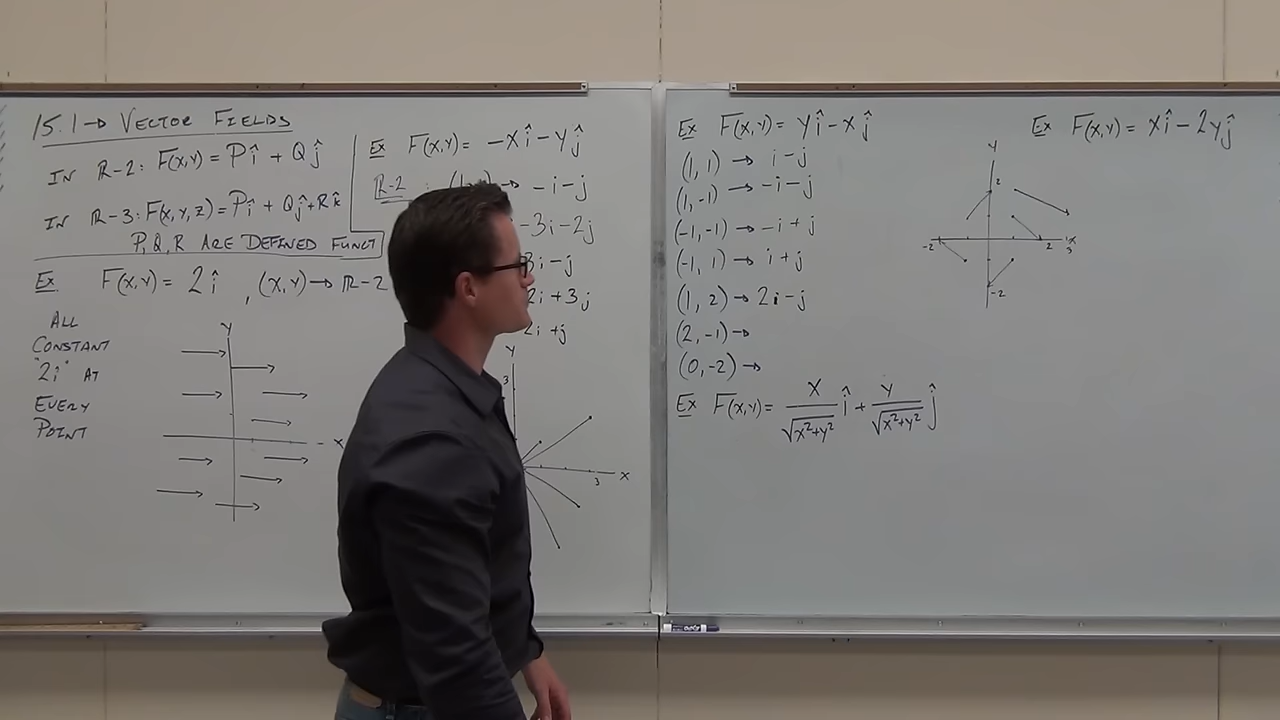 15.1→ VECTOR FIELDS
IN R-2: F(x,y) = Pî + Qĵ
IN R-3: F(x,y,z) = Pî + Qĵ + Rk̂
P, Q, R ARE DEFINED FUNCT
Ex F(x,y) = 2î , (x,y) → R-2
ALL
CONSTANT
"2i" AT
EVERY
POINT
Y
X
Ex F(x,y) = -xî - yĵ
R-2 : → -i-j
-3i-2j
3i-j
2i+3j
2i+j
Y
3
3
X
Ex F(x,y) = yî - xĵ
(1, 1) → i-j
(1,-1) → -i-j
(-1,-1) → -i+j
(-1, 1) → i+j
(1, 2) → 2i-j
(2,-1) →
(0,-2) →
Y
2
-2
2
3
X
-2
Ex F(x,y) = x/√x²+y² î + y/√x²+y² ĵ
Ex F(x,y) = xî - 2yĵ
EXPO